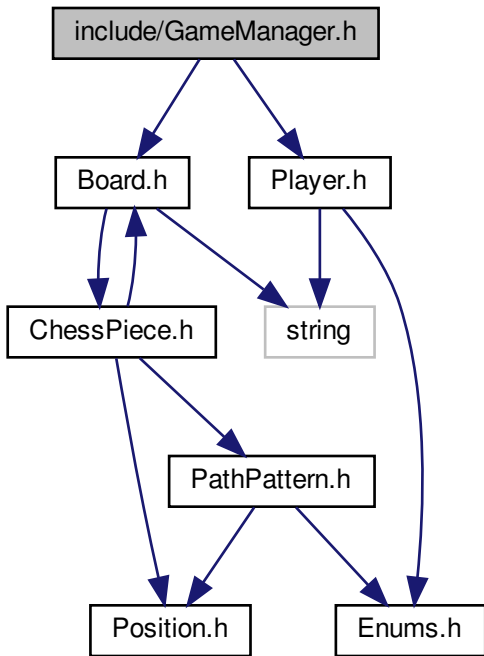 include/GameManager.h
Board.h
Player.h
ChessPiece.h
string
PathPattern.h
Position.h
Enums.h